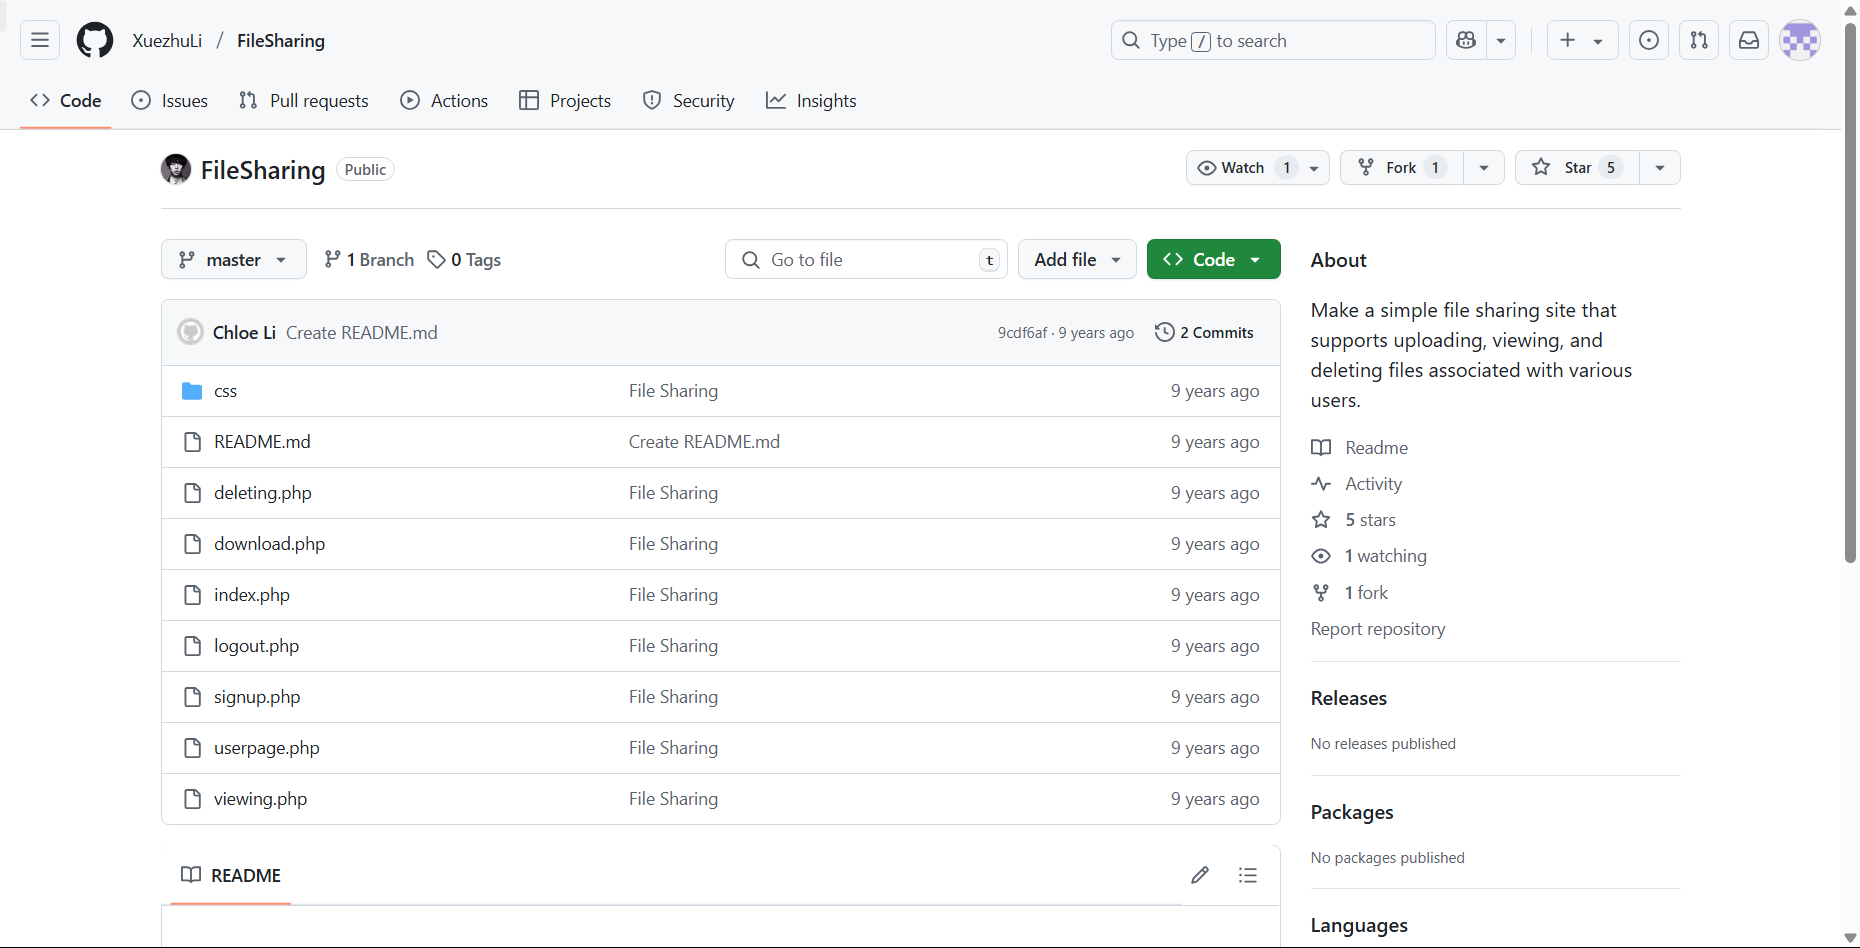 XuezhuLi / FileSharing
Type / to search
Code
Issues
Pull requests
Actions
Projects
Security
Insights
FileSharing Public
Watch 1
Fork 1
Star 5
master
1 Branch
0 Tags
Go to file t
Add file
Code
Chloe Li Create README.md 9cdf6af · 9 years ago 2 Commits
css File Sharing 9 years ago
README.md Create README.md 9 years ago
deleting.php File Sharing 9 years ago
download.php File Sharing 9 years ago
index.php File Sharing 9 years ago
logout.php File Sharing 9 years ago
signup.php File Sharing 9 years ago
userpage.php File Sharing 9 years ago
viewing.php File Sharing 9 years ago
README
About
Make a simple file sharing site that
supports uploading, viewing, and
deleting files associated with various
users.
Readme
Activity
5 stars
1 watching
1 fork
Report repository
Releases
No releases published
Packages
No packages published
Languages